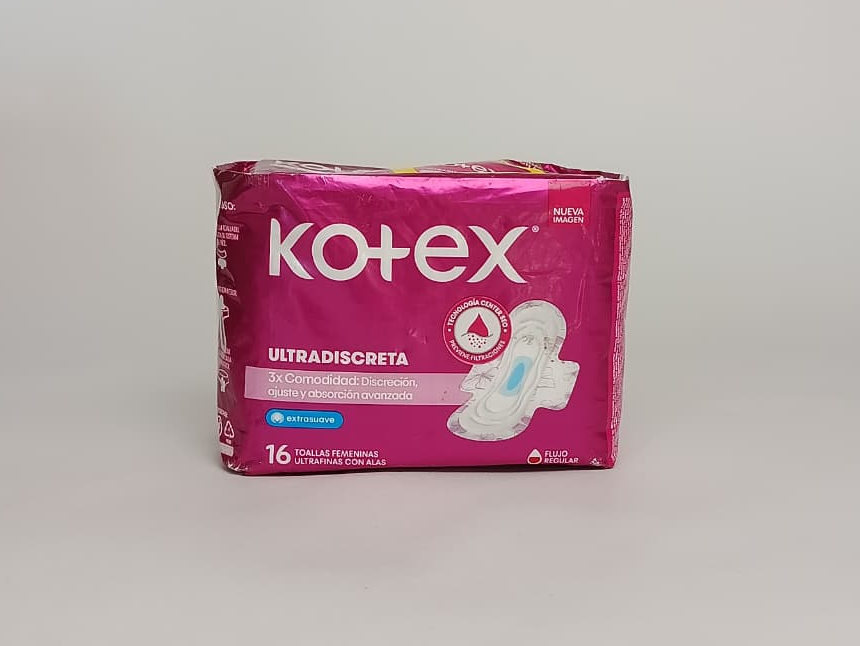 NUEVA
IMAGEN
KOTEX®
TECNOLOGÍA CENTER
PREVIENE FILTRACIONES
ULTRADISCRETA
3x Comodidad: Discreción,
ajuste y absorción avanzada
extrasuave
16 TOALLAS FEMENINAS
ULTRAFINAS CON ALAS
FLUJO
REGULAR